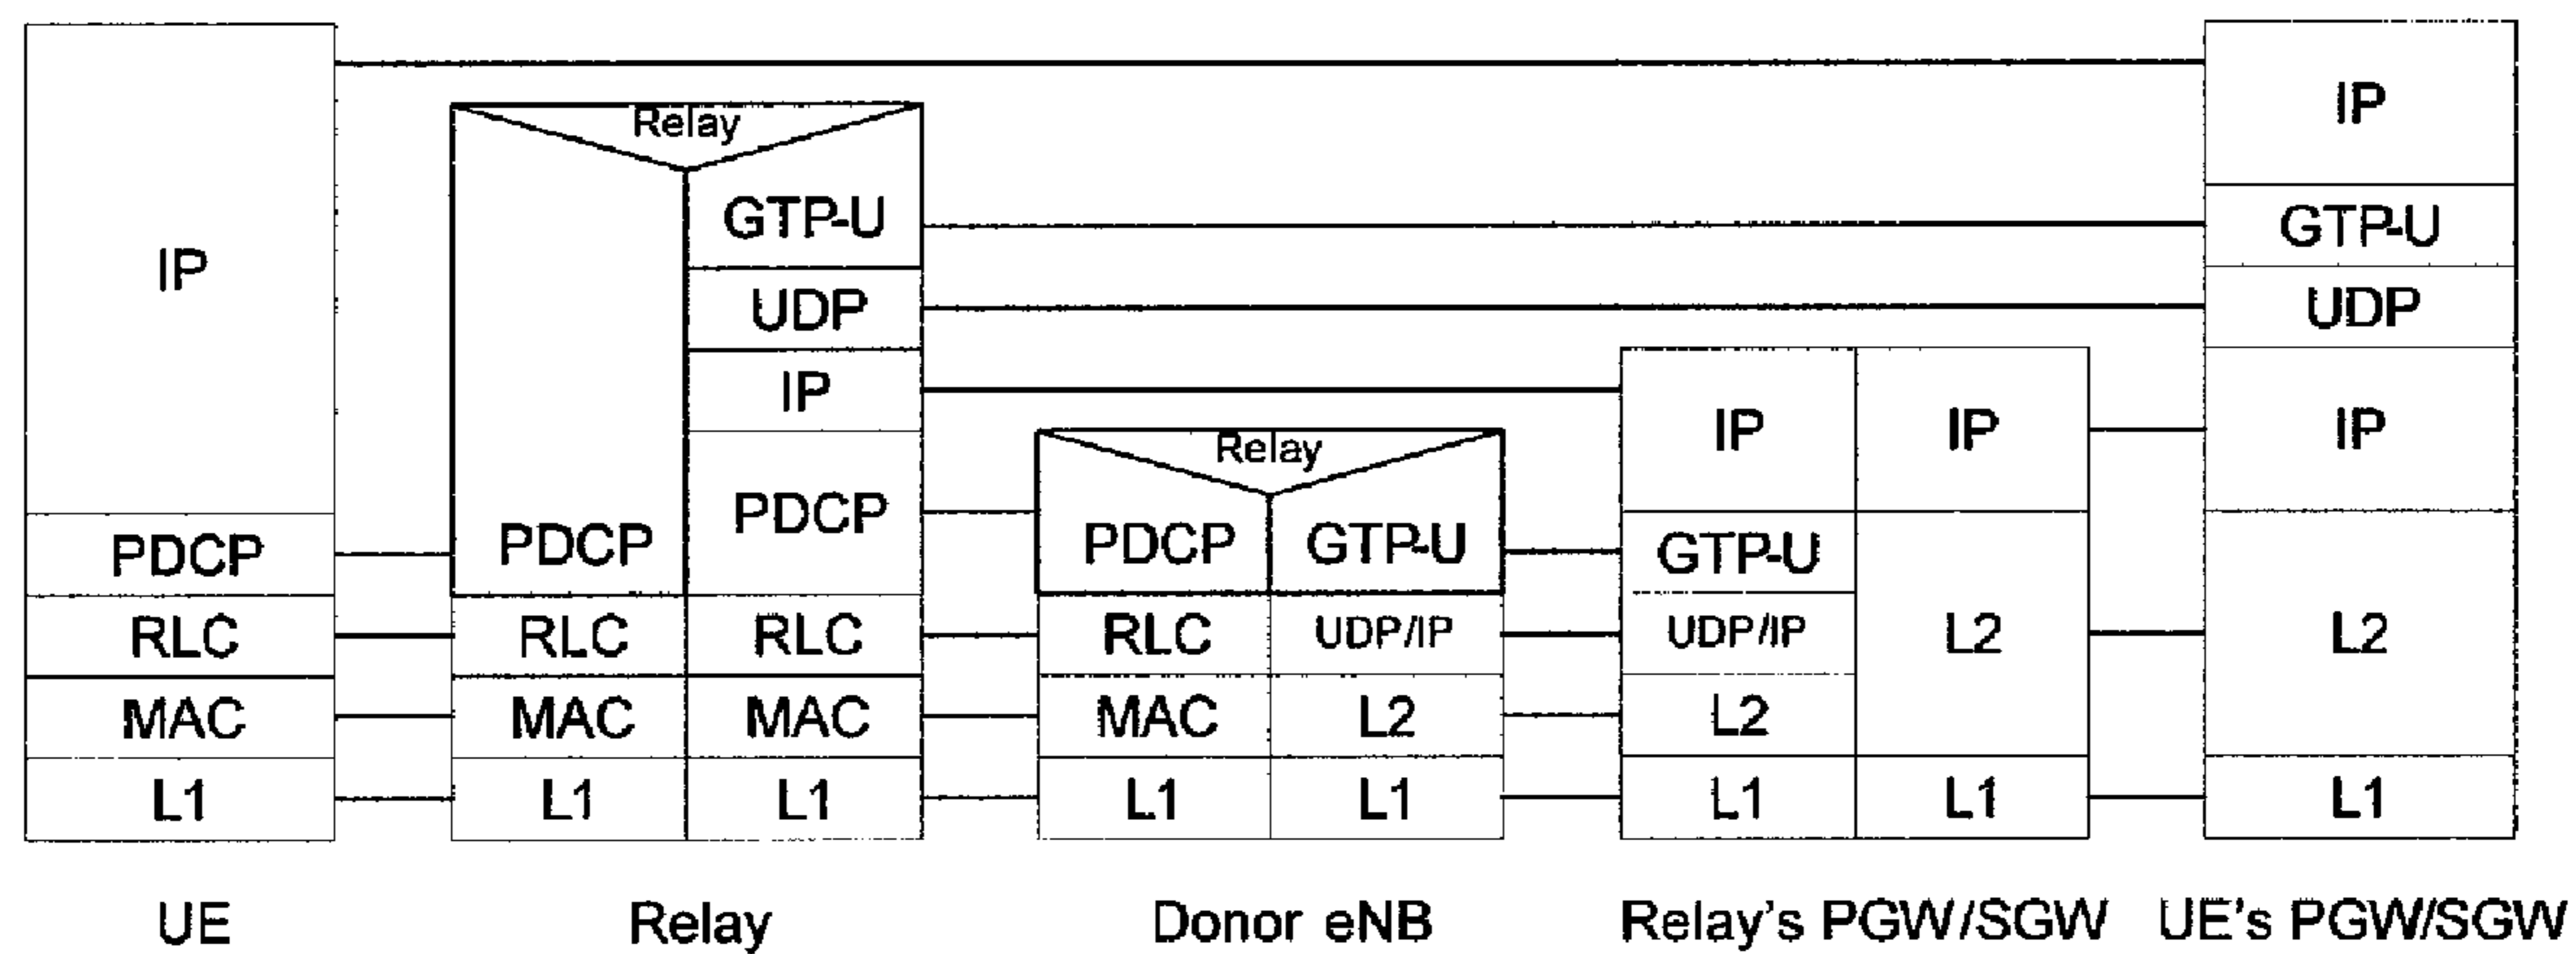 IP
PDCP
RLC
MAC
L1
UE
Relay
PDCP
RLC
MAC
L1
GTP-U
UDP
IP
PDCP
RLC
MAC
L1
Relay
Relay
PDCP
RLC
MAC
L1
GTP-U
UDP/IP
L2
L1
Donor eNB
IP
GTP-U
UDP/IP
L2
L1
IP
L2
L1
Relay's PGW/SGW
IP
GTP-U
UDP
IP
L2
L1
UE's PGW/SGW